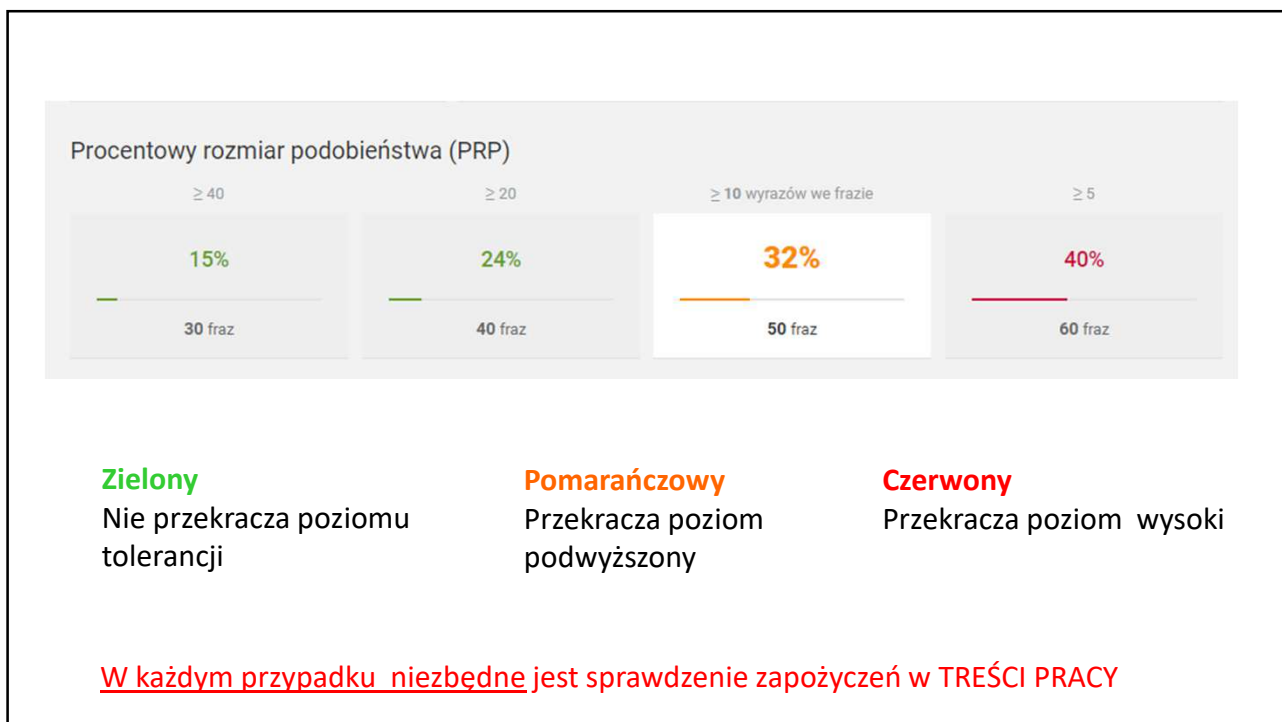 Procentowy rozmiar podobieństwa (PRP)
≥ 40 ≥ 20 ≥ 10 wyrazów we frazie ≥ 5
15% 24% 32% 40%
30 fraz 40 fraz 50 fraz 60 fraz
Zielony
Nie przekracza poziomu
tolerancji
Pomarańczowy
Przekracza poziom
podwyższony
Czerwony
Przekracza poziom wysoki
W każdym przypadku niezbędne jest sprawdzenie zapożyczeń w TREŚCI PRACY